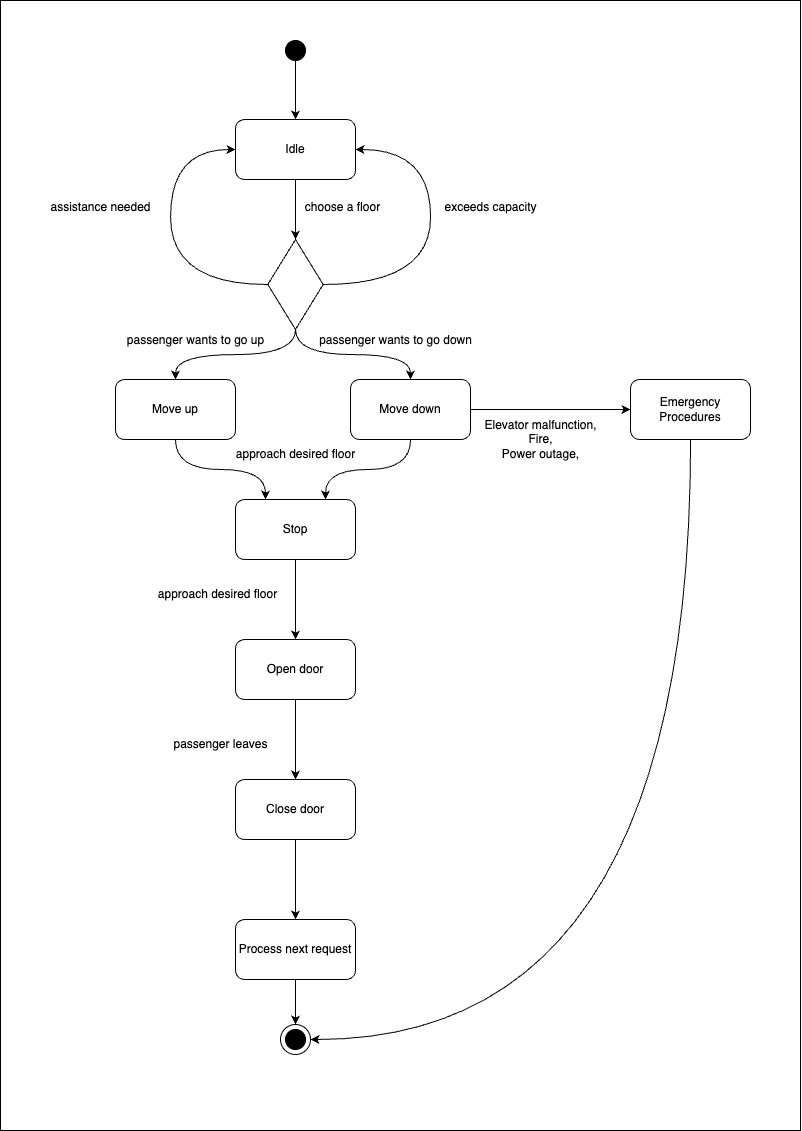 Idle
assistance needed
choose a floor
exceeds capacity
passenger wants to go up
passenger wants to go down
Move up
Move down
Emergency
Procedures
Elevator malfunction,
Fire,
Power outage,
approach desired floor
Stop
approach desired floor
Open door
passenger leaves
Close door
Process next request